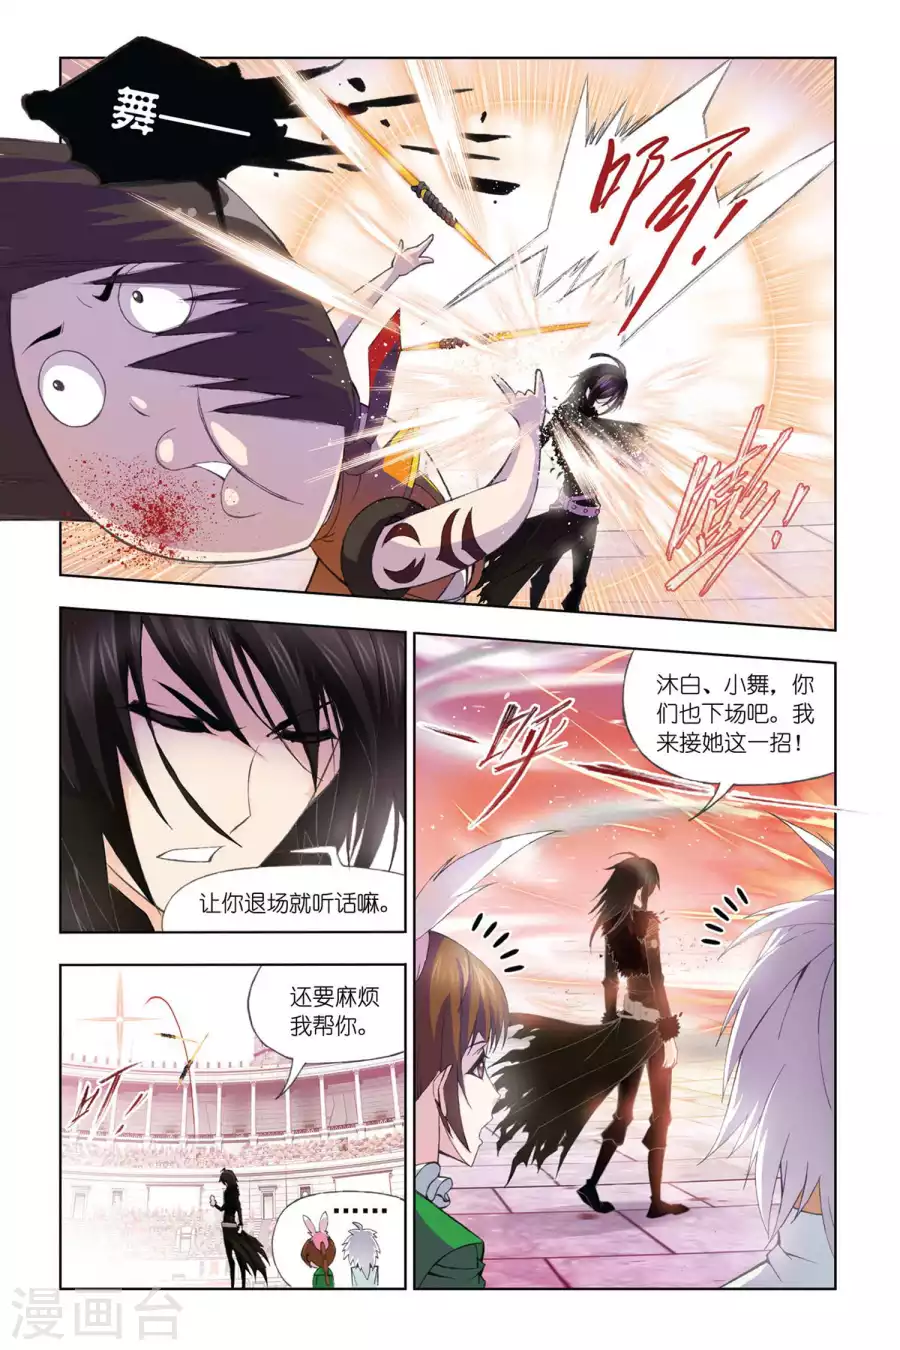 舞——
啊！
嘭！
让你退场就听话嘛。
呼
沐白、小舞，你
们也下场吧。我
来接她这一招！
还要麻烦
我帮你。
叮！
……
漫画台